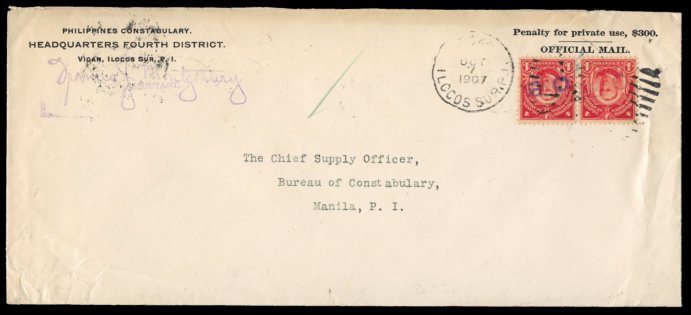 PHILIPPINES CONSTABULARY.
HEADQUARTERS FOURTH DISTRICT.
VIGAN, ILOCOS SUR, P. I.
Montgomery
Penalty for private use, $300.
OFFICIAL MAIL.
1907
ILOCOS SUR, P.I.
The Chief Supply Officer,
Bureau of Constabulary,
Manila, P. I.